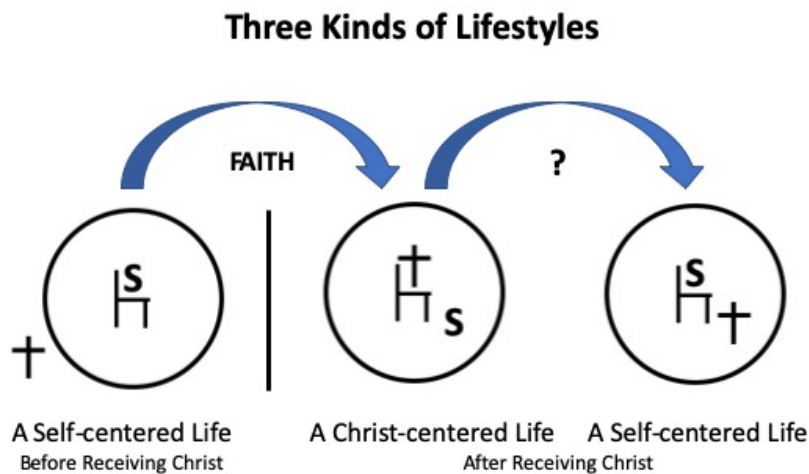 Three Kinds of Lifestyles
FAITH
?
S
S
S
A Self-centered Life
Before Receiving Christ
A Christ-centered Life
A Self-centered Life
After Receiving Christ